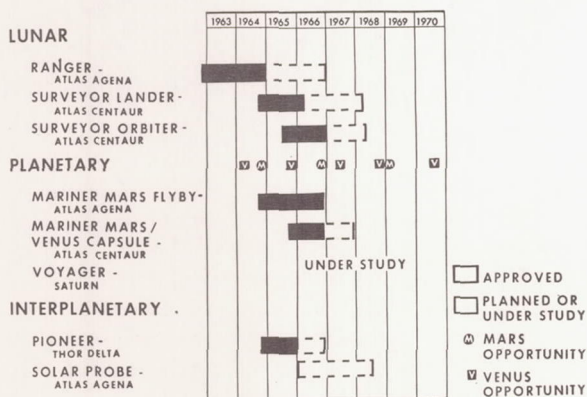 1963 1964 1965 1966 1967 1968 1969 1970
LUNAR
RANGER -
ATLAS AGENA
SURVEYOR LANDER -
ATLAS CENTAUR
SURVEYOR ORBITER -
ATLAS CENTAUR
PLANETARY
V M V M V V M V
MARINER MARS FLYBY-
ATLAS AGENA
MARINER MARS/
VENUS CAPSULE -
ATLAS CENTAUR
VOYAGER -
SATURN
UNDER STUDY
INTERPLANETARY .
PIONEER -
THOR DELTA
SOLAR PROBE -
ATLAS AGENA
APPROVED
PLANNED OR
UNDER STUDY
M MARS
OPPORTUNITY
V VENUS
OPPORTUNITY